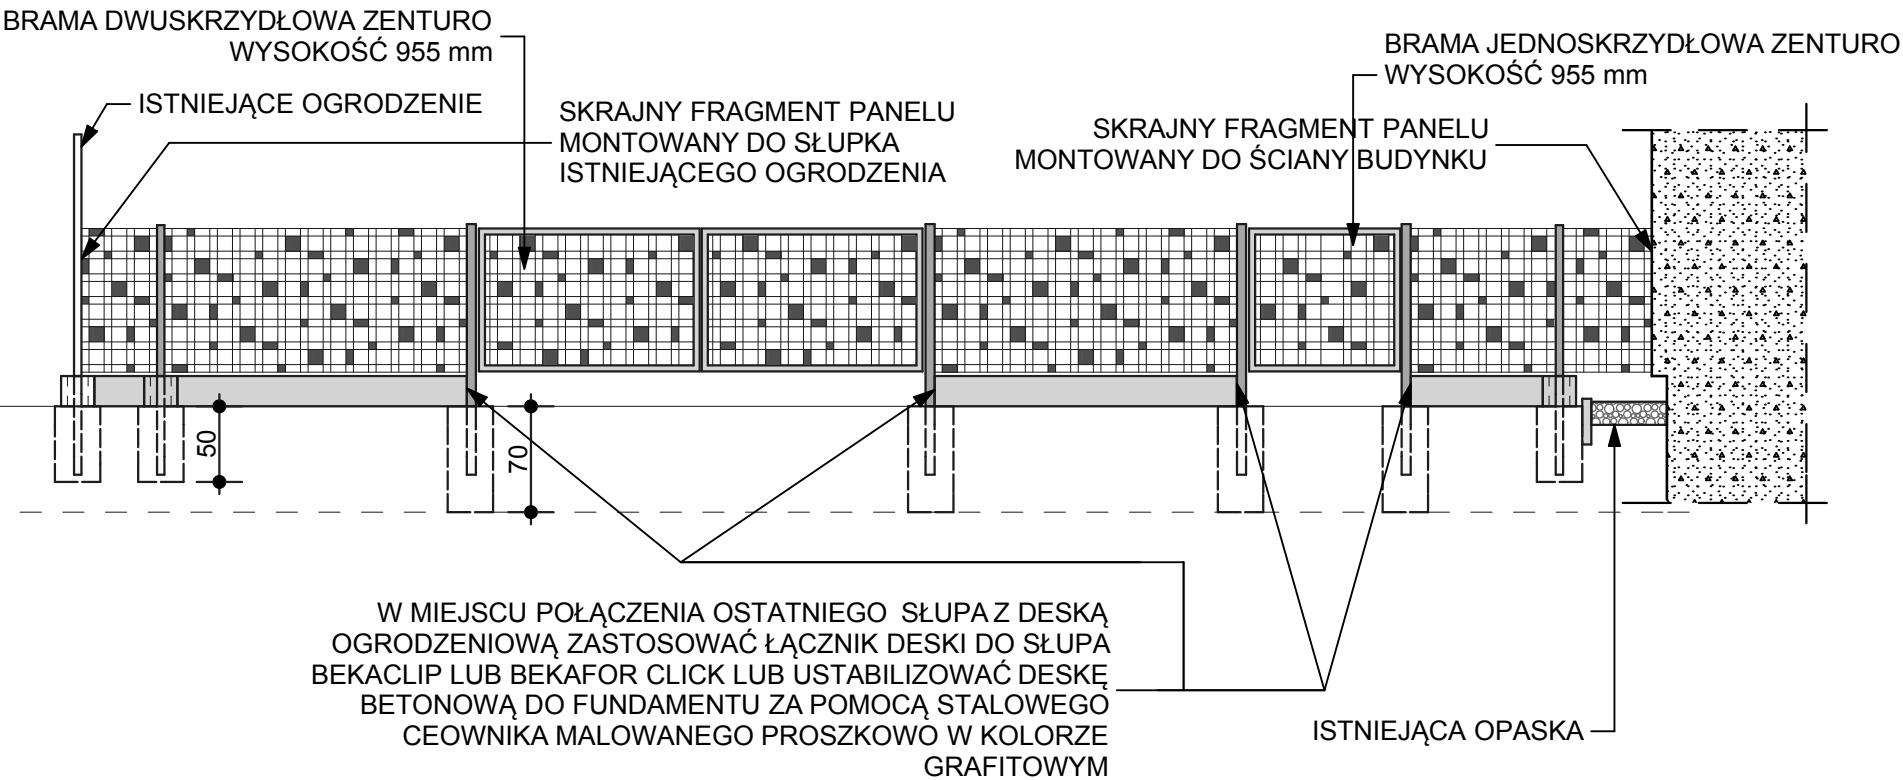 BRAMA DWUSKRZYDŁOWA ZENTURO
WYSOKOŚĆ 955 mm
BRAMA JEDNOSKRZYDŁOWA ZENTURO
WYSOKOŚĆ 955 mm
ISTNIEJĄCE OGRODZENIE
SKRAJNY FRAGMENT PANELU
MONTOWANY DO SŁUPKA
ISTNIEJĄCEGO OGRODZENIA
SKRAJNY FRAGMENT PANELU
MONTOWANY DO ŚCIANY BUDYNKU
50
70
W MIEJSCU POŁĄCZENIA OSTATNIEGO SŁUPA Z DESKĄ
OGRODZENIOWĄ ZASTOSOWAĆ ŁĄCZNIK DESKI DO SŁUPA
BEKACLIP LUB BEKAFOR CLICK LUB USTABILIZOWAĆ DESKĘ
BETONOWĄ DO FUNDAMENTU ZA POMOCĄ STALOWEGO
CEOWNIKA MALOWANEGO PROSZKOWO W KOLORZE
GRAFITOWYM
ISTNIEJĄCA OPASKA